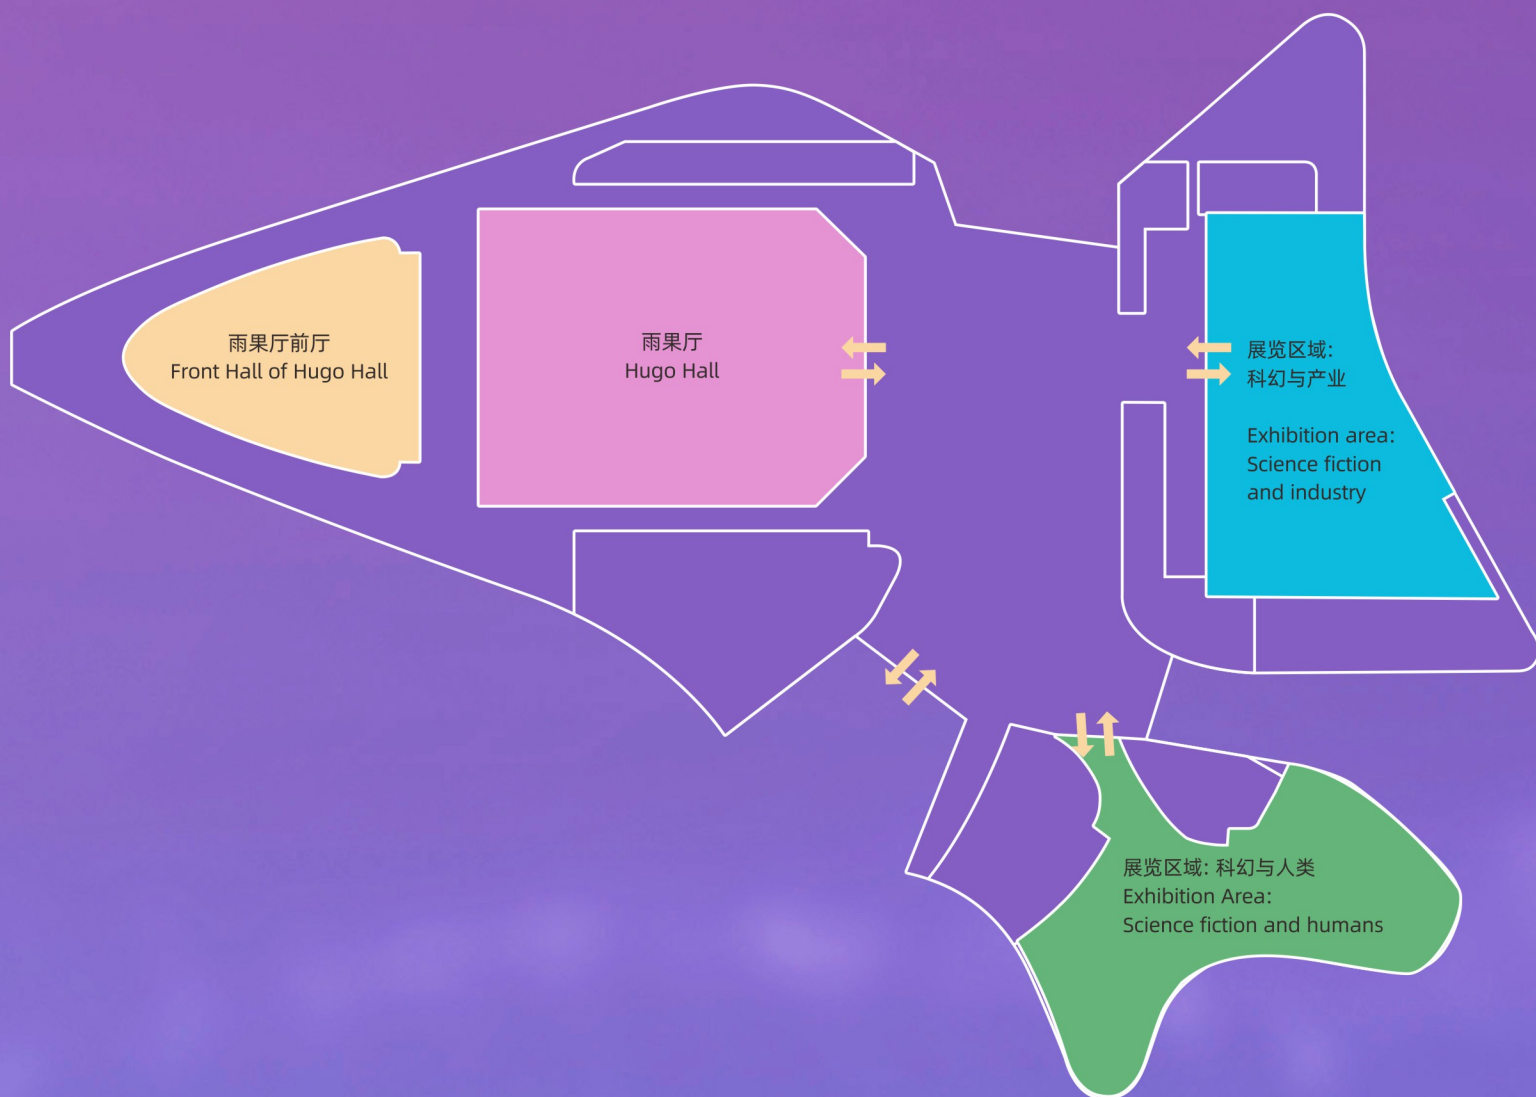 雨果厅前厅
Front Hall of Hugo Hall
雨果厅
Hugo Hall
展览区域：
科幻与产业
Exhibition area:
Science fiction
and industry
展览区域：科幻与人类
Exhibition Area:
Science fiction and humans